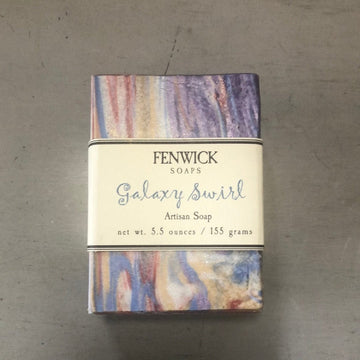 FENWICK
SOAPS
Galaxy Swirl
Artisan Soap
net wt. 5.5 ounces / 155 grams